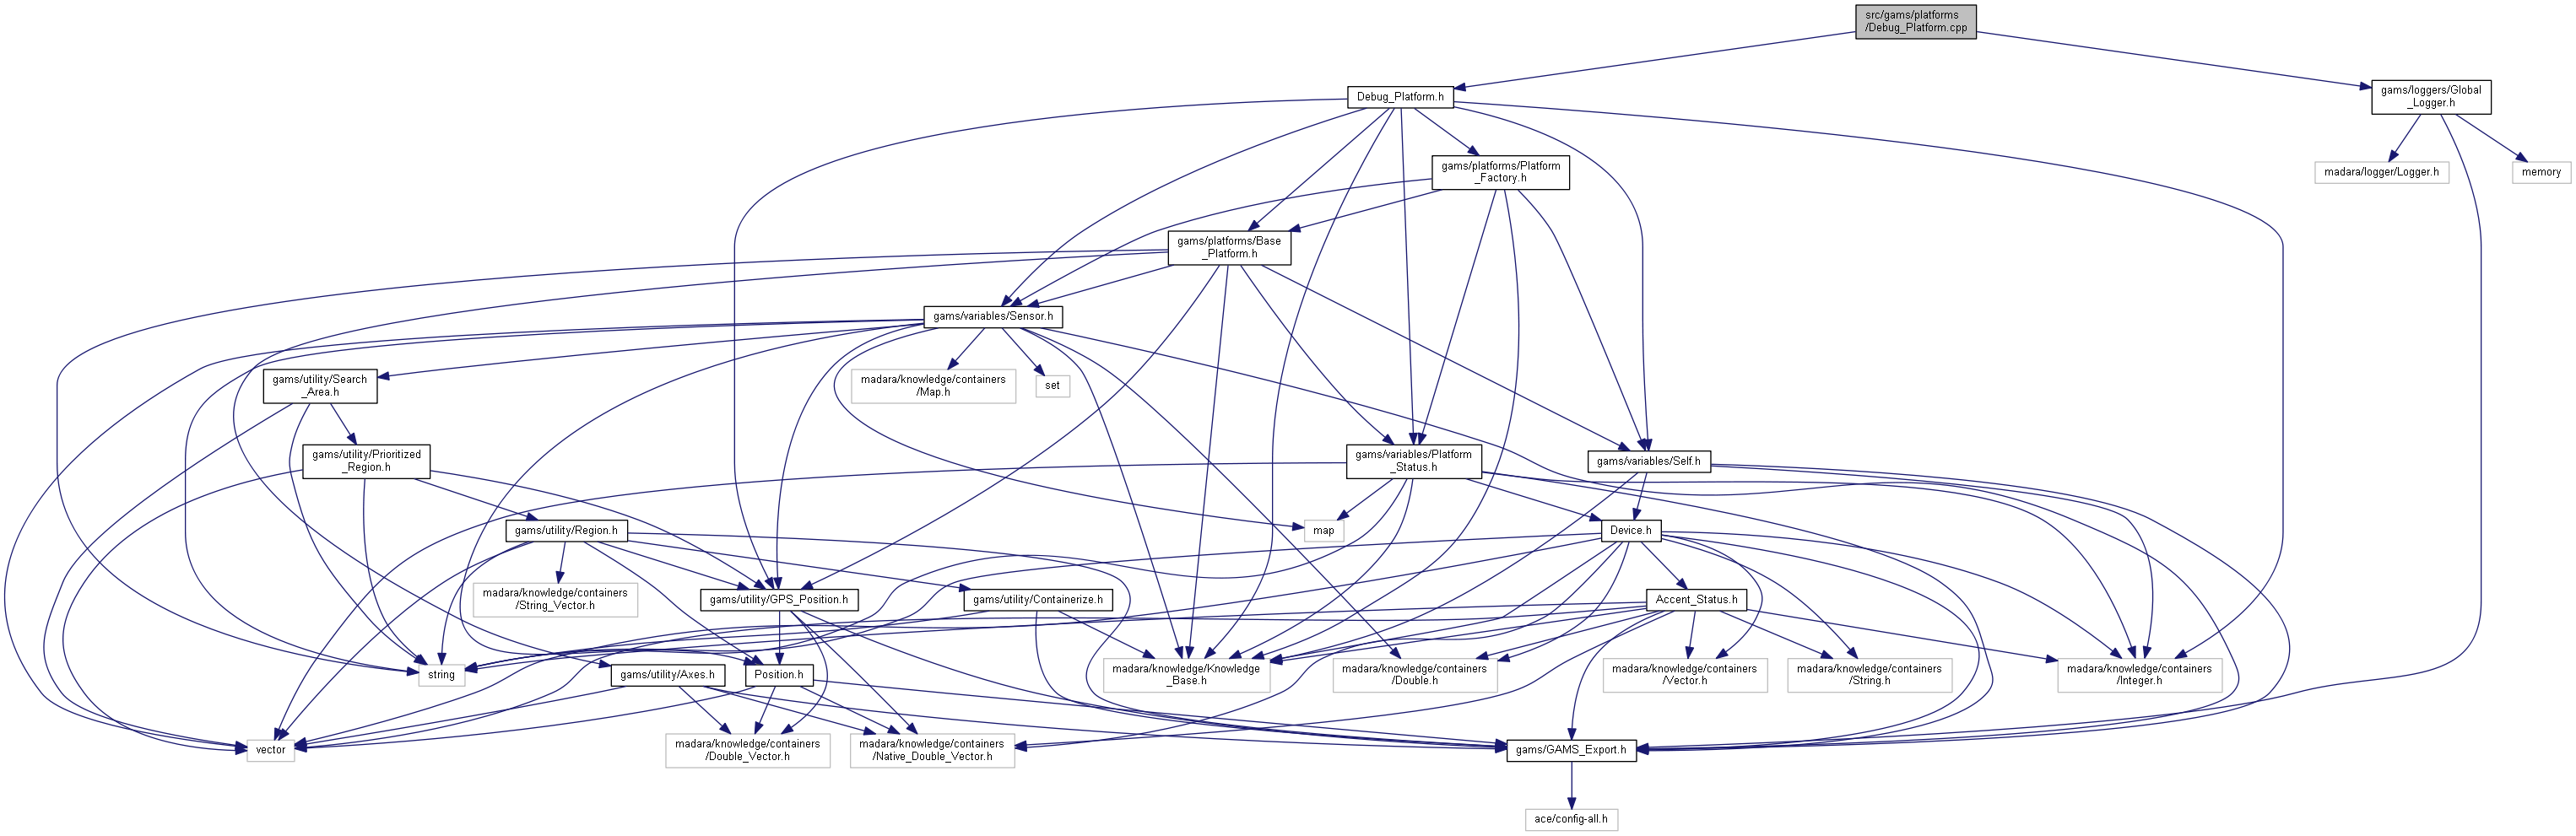 src/gams/platforms
/Debug_Platform.cpp
Debug_Platform.h
gams/loggers/Global
_Logger.h
gams/platforms/Platform
_Factory.h
madara/logger/Logger.h
memory
gams/platforms/Base
_Platform.h
gams/variables/Sensor.h
gams/utility/Search
_Area.h
madara/knowledge/containers
/Map.h
set
gams/utility/Prioritized
_Region.h
gams/variables/Platform
_Status.h
gams/variables/Self.h
gams/utility/Region.h
map
Device.h
madara/knowledge/containers
/String_Vector.h
gams/utility/GPS_Position.h
gams/utility/Containerize.h
Accent_Status.h
string
gams/utility/Axes.h
Position.h
madara/knowledge/Knowledge
_Base.h
madara/knowledge/containers
/Double.h
madara/knowledge/containers
/Vector.h
madara/knowledge/containers
/String.h
madara/knowledge/containers
/Integer.h
vector
madara/knowledge/containers
/Double_Vector.h
madara/knowledge/containers
/Native_Double_Vector.h
gams/GAMS_Export.h
ace/config-all.h